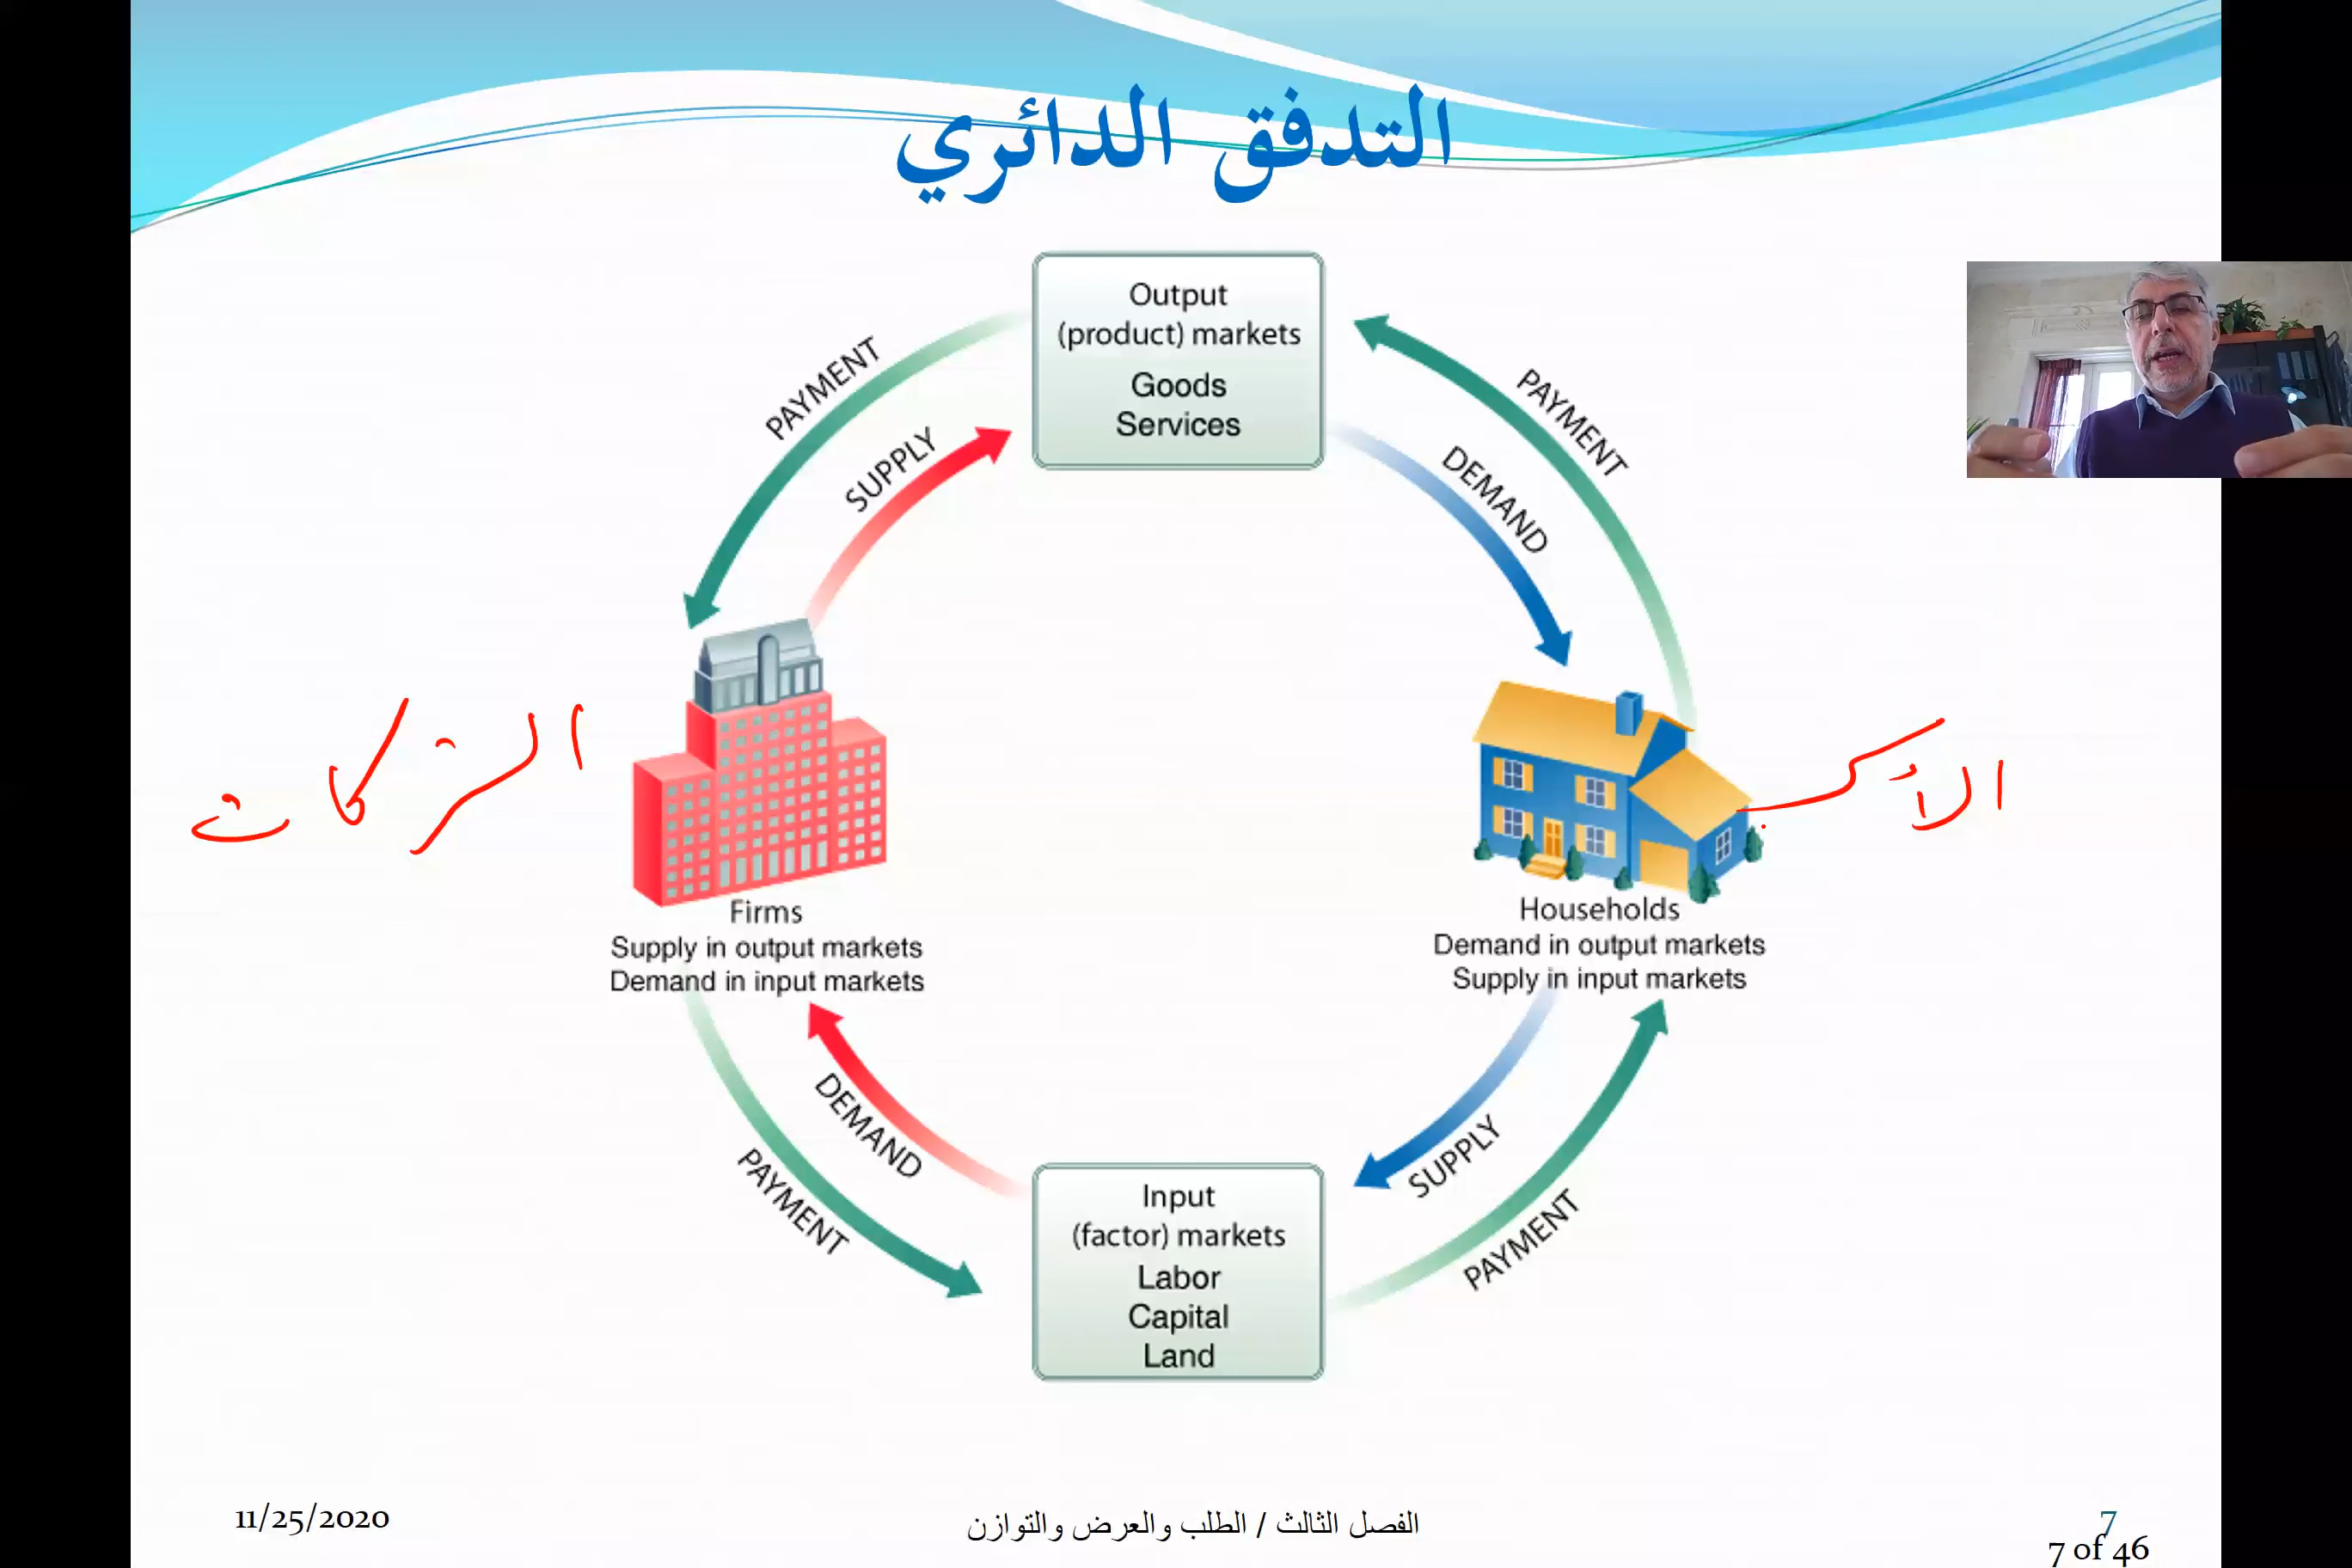 التدفق الدائري
Output
(product) markets
Goods
Services
PAYMENT
SUPPLY
PAYMENT
DEMAND
الشركات
Firms
Supply in output markets
Demand in input markets
Households
Demand in output markets
Supply in input markets
PAYMENT
DEMAND
SUPPLY
PAYMENT
Input
(factor) markets
Labor
Capital
Land
11/25/2020
الفصل الثالث / الطلب والعرض والتوازن
7
7 of 46